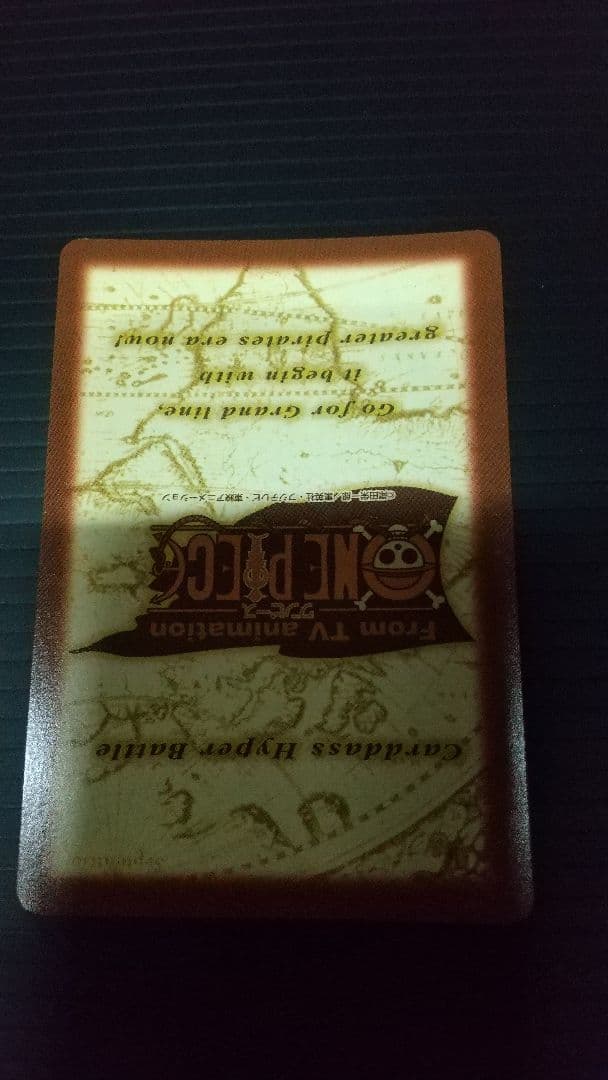 Carddass Hyper Battle
From TV animation
ワンピース
ONE PIECE
©尾田栄一郎/集英社・フジテレビ・東映アニメーション
Go for Grand line,
it begin with
greater pirates era now!